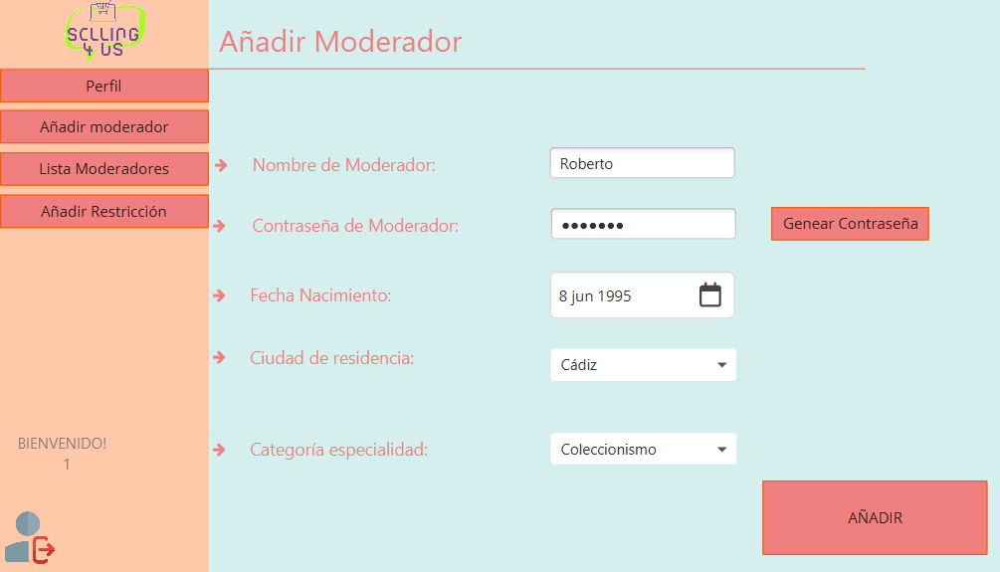 SCLLING
4 US
Añadir Moderador
Perfil
Añadir moderador
Lista Moderadores
Añadir Restricción
Nombre de Moderador:
Roberto
Contraseña de Moderador:
●●●●●●●
Genear Contraseña
Fecha Nacimiento:
8 jun 1995
Ciudad de residencia:
Cádiz
Categoría especialidad:
Coleccionismo
BIENVENIDO!
1
AÑADIR